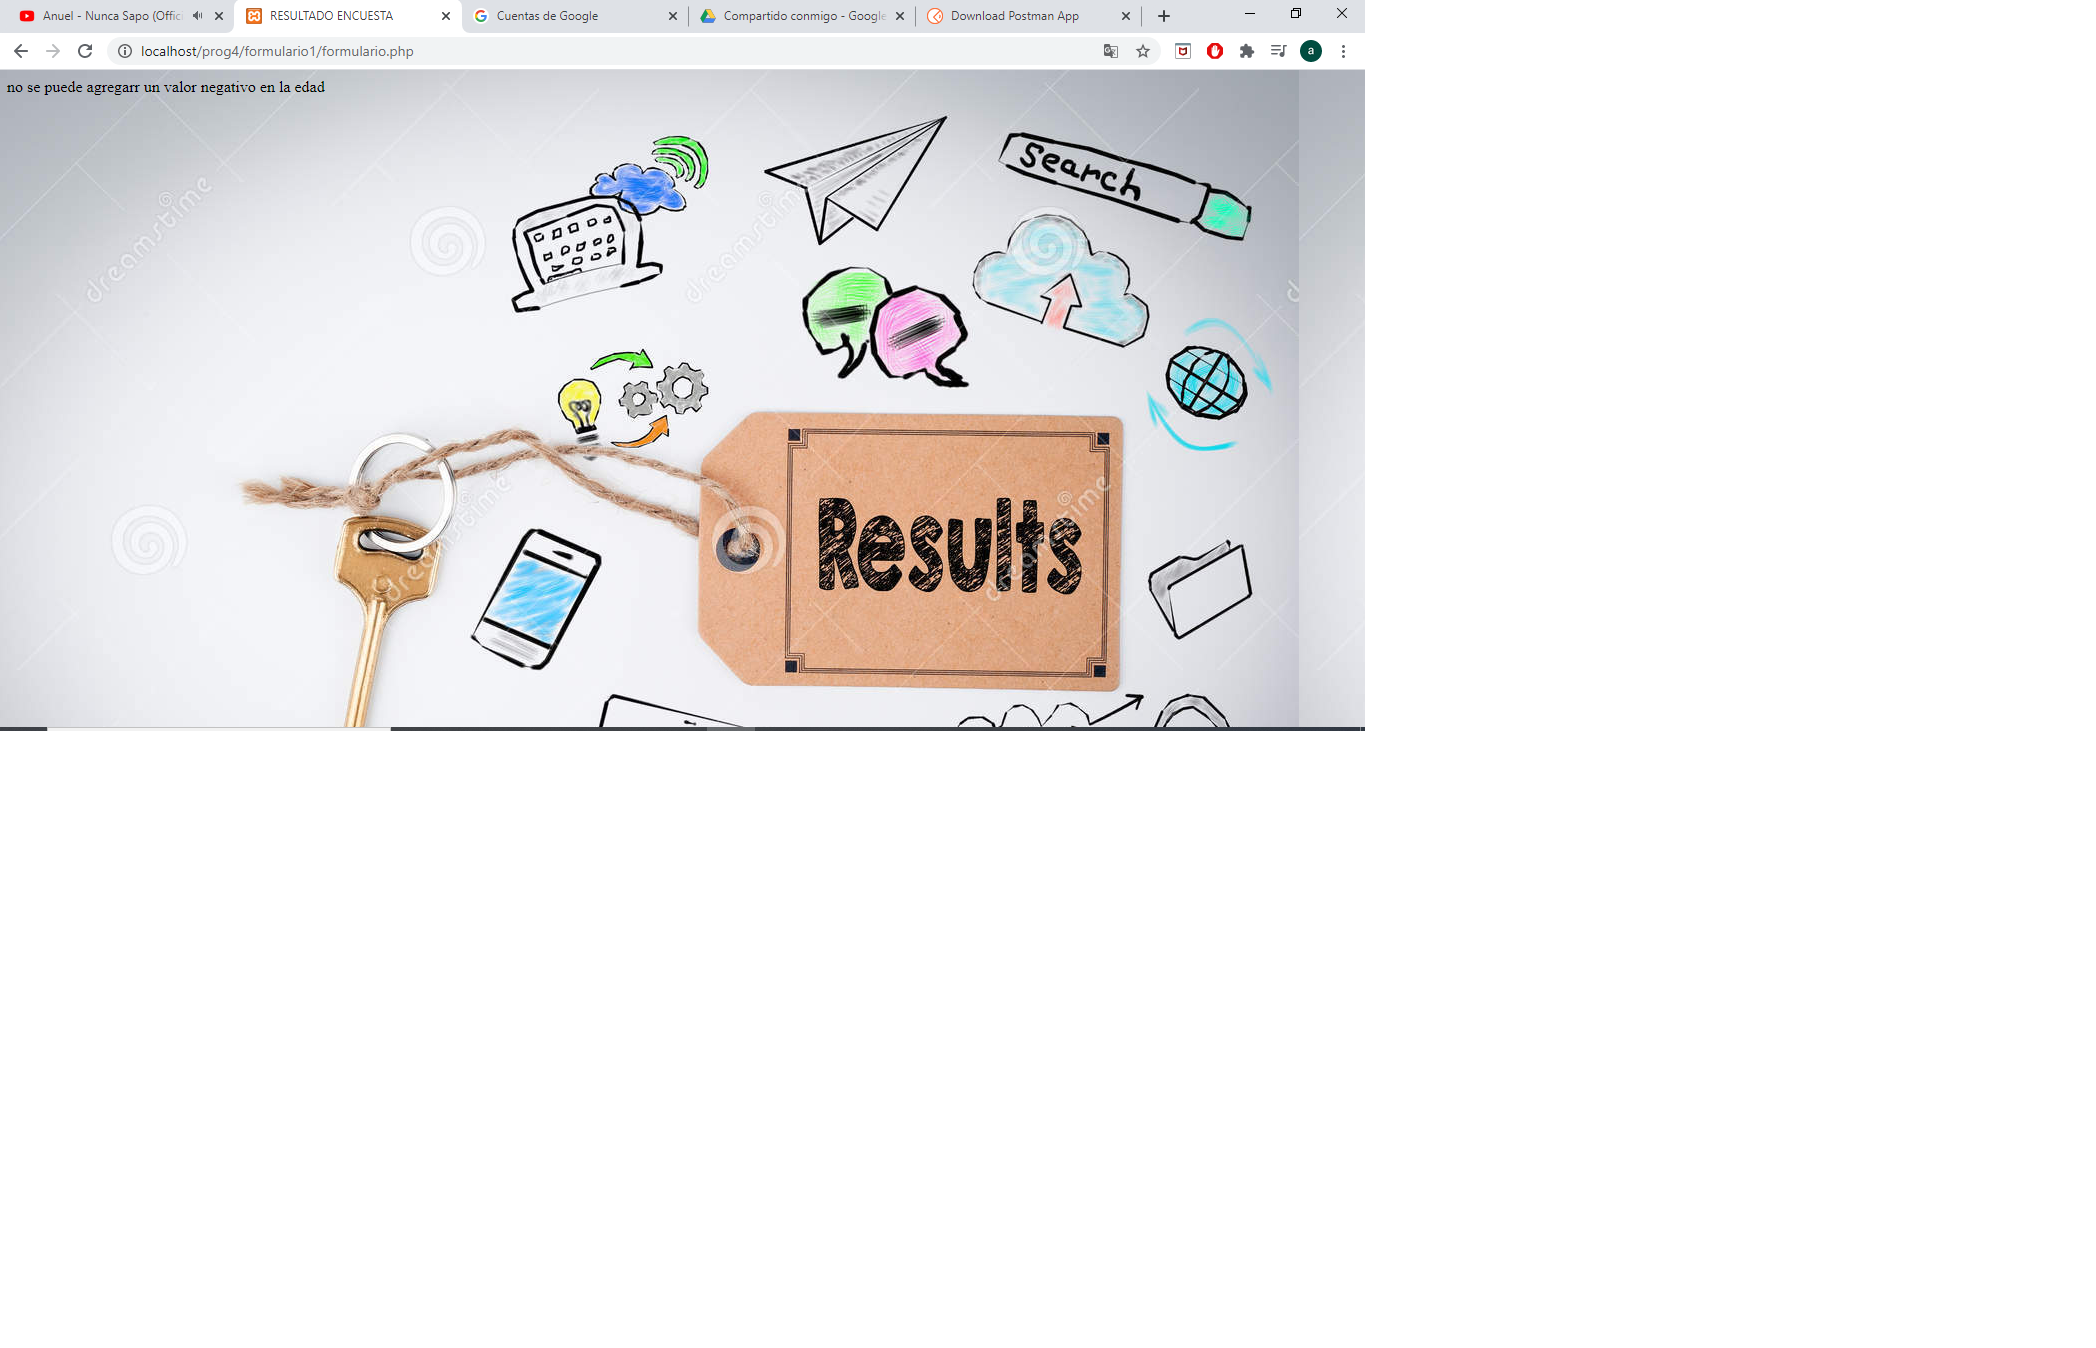 Anuel - Nunca Sapo (Offic
RESULTADO ENCUESTA
Cuentas de Google
Compartido conmigo - Google
Download Postman App
localhost/prog4/formulario1/formulario.php
a
no se puede agregarr un valor negativo en la edad
Search
dreamstime
dreamstime
Results
dreamstime
dreamstime